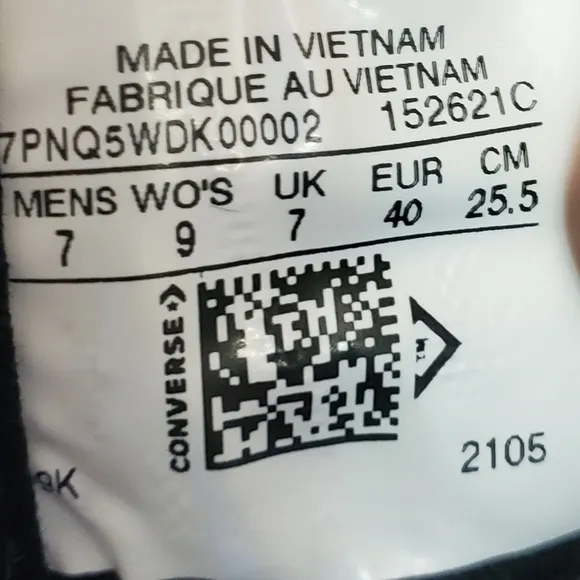 MADE IN VIETNAM
FABRIQUE AU VIETNAM
7PNQ5WDK00002 152621C
MENS WO'S UK EUR CM
7 9 7 40 25.5
CONVERSE
2105